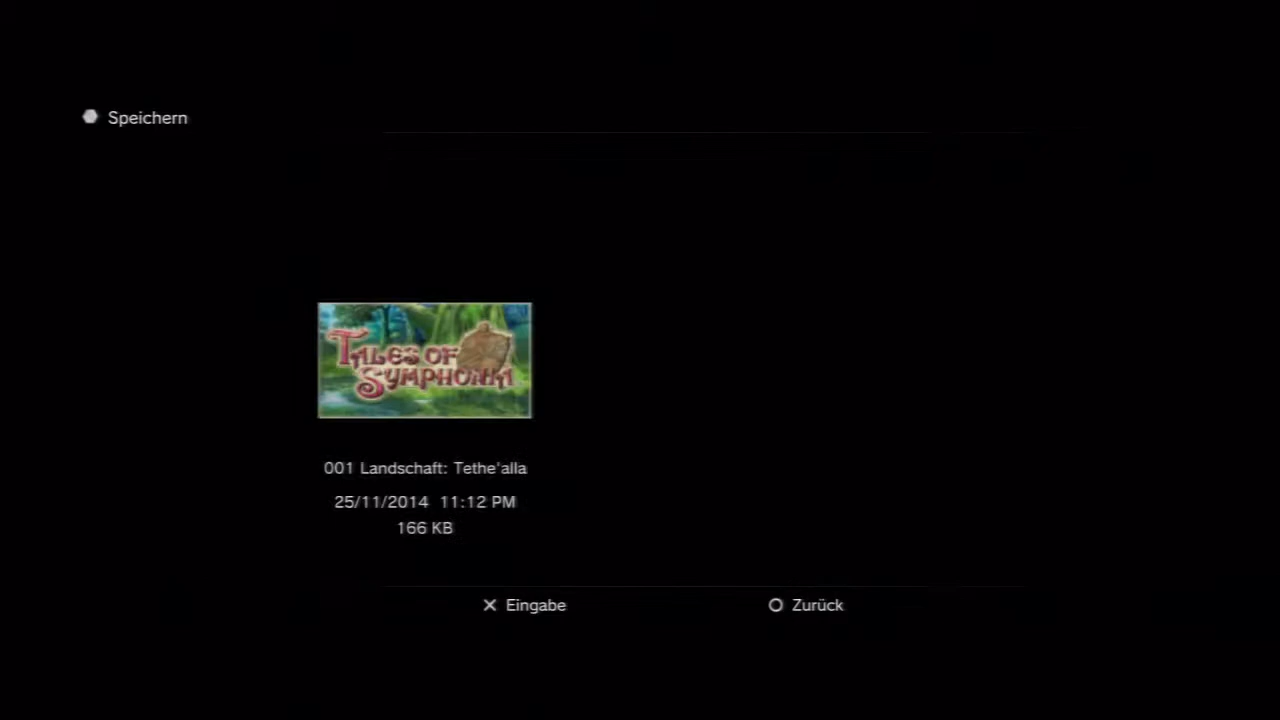 Speichern
TALES OF
SYMPHONIA
001 Landschaft: Tethe'alla
25/11/2014 11:12 PM
166 KB
Eingabe
Zurück